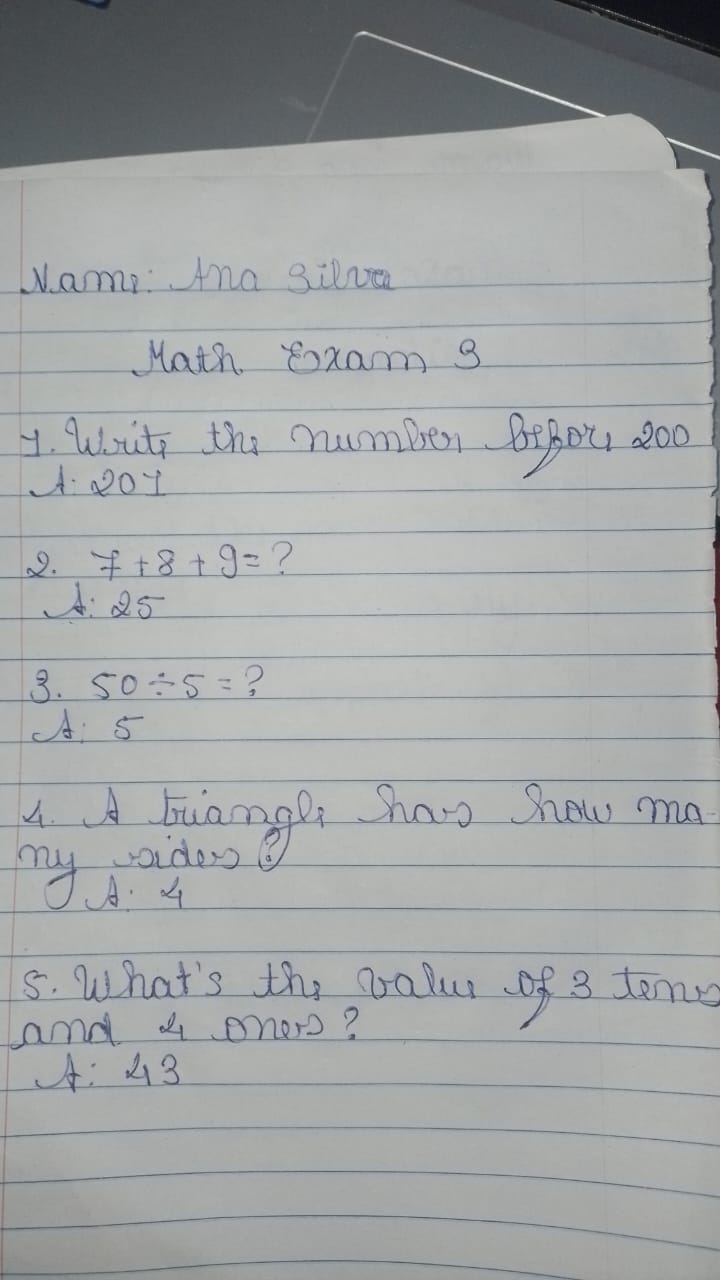 Name: Ana Silva
Math Exam 3
1. Write the number before 200
A: 201
2. 7+8+9=?
A: 25
3. 50÷5=?
A: 5
4. A triangle has how ma-
ny sides?
A: 4
5. What's the value of 3 tens
and 4 ones?
A: 43